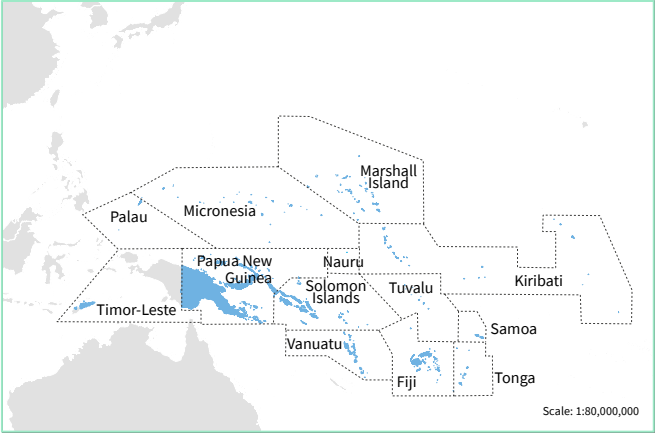 Marshall
Island
Palau
Micronesia
Papua New
Guinea
Nauru
Solomon
Islands
Tuvalu
Kiribati
Timor-Leste
Samoa
Vanuatu
Fiji
Tonga
Scale: 1:80,000,000